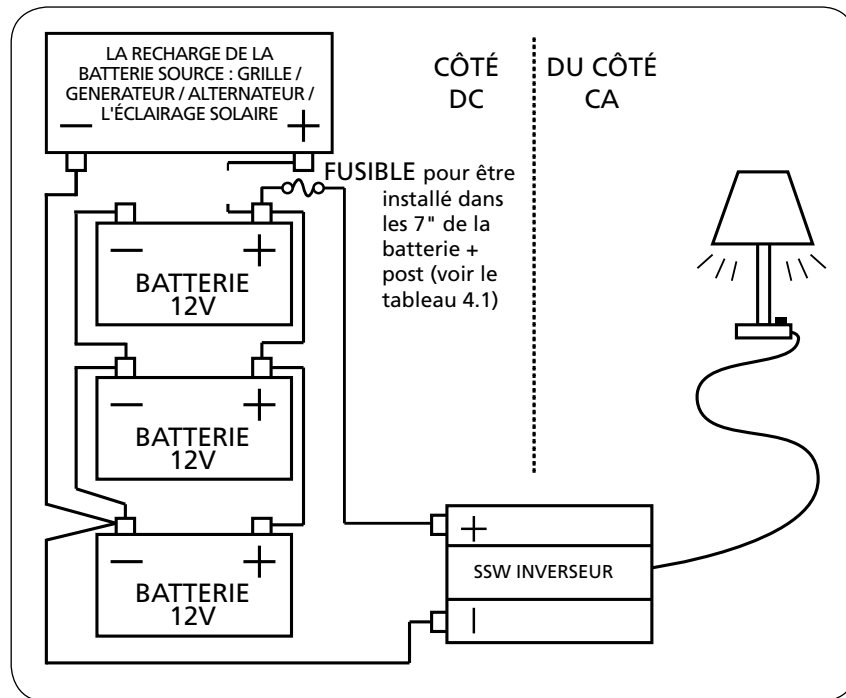 LA RECHARGE DE LA
BATTERIE SOURCE : GRILLE /
GENERATEUR / ALTERNATEUR /
L'ÉCLAIRAGE SOLAIRE
— +
CÔTÉ
DC
DU CÔTÉ
CA
FUSIBLE pour être
installé dans
les 7" de la
batterie +
post (voir le
tableau 4.1)
— +
BATTERIE
12V
— +
BATTERIE
12V
— +
BATTERIE
12V
+
SSW INVERSEUR
|